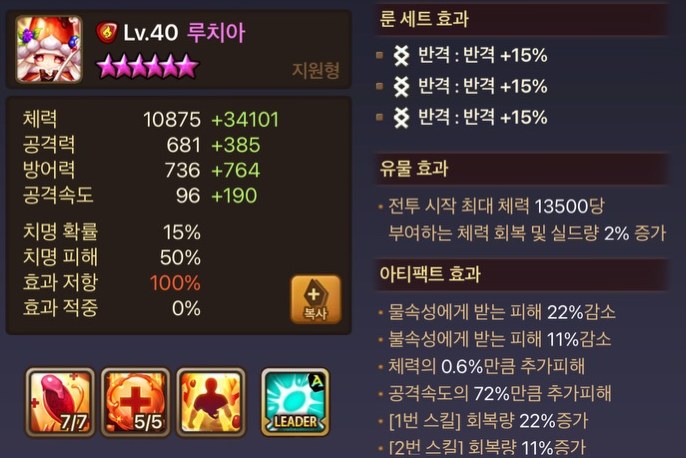 Lv.40 루치아
지원형
체력 10875 +34101
공격력 681 +385
방어력 736 +764
공격속도 96 +190
치명 확률 15%
치명 피해 50%
효과 저항 100%
효과 적중 0%
복사
7/7
5/5
A
LEADER
룬 세트 효과
반격 : 반격 +15%
반격 : 반격 +15%
반격 : 반격 +15%
유물 효과
• 전투 시작 최대 체력 13500당
부여하는 체력 회복 및 실드량 2% 증가
아티팩트 효과
• 물속성에게 받는 피해 22%감소
• 불속성에게 받는 피해 11%감소
• 체력의 0.6%만큼 추가피해
• 공격속도의 72%만큼 추가피해
• [1번 스킬] 회복량 22%증가
• [2번 스킬] 회복량 11%증가